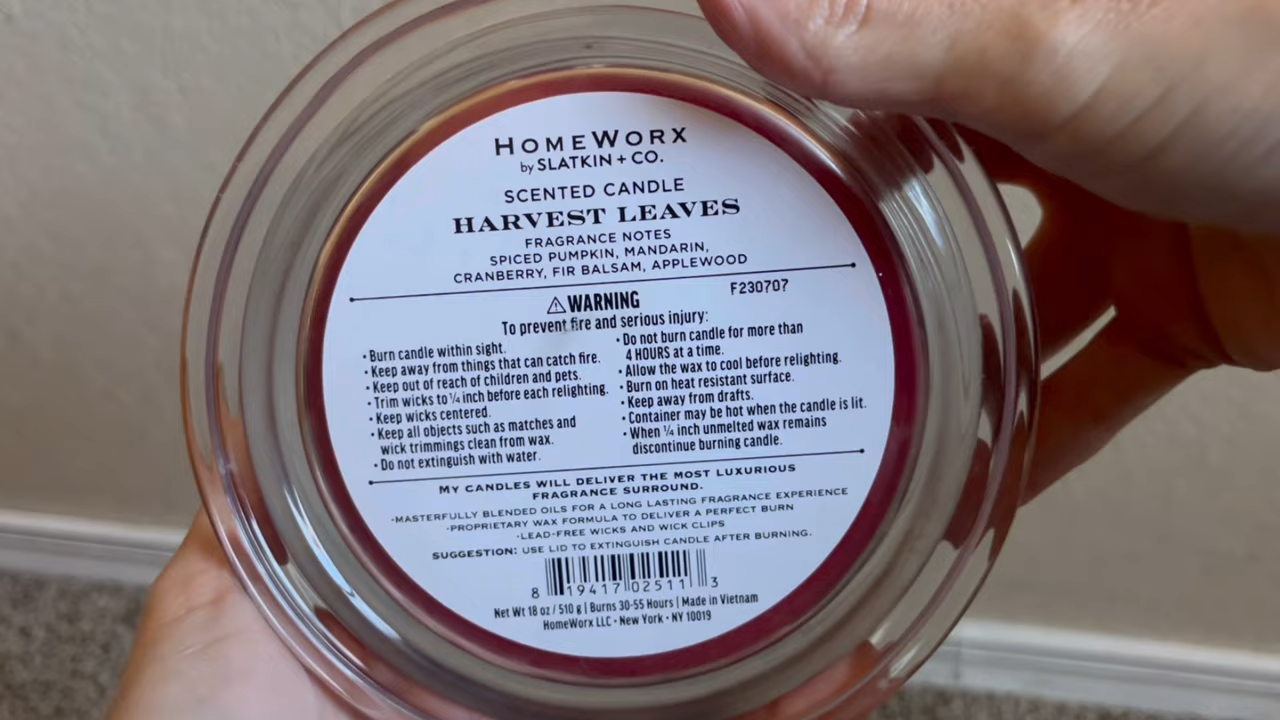 HOMEWORX
by SLATKIN + CO.
SCENTED CANDLE
HARVEST LEAVES
FRAGRANCE NOTES
SPICED PUMPKIN, MANDARIN,
CRANBERRY, FIR BALSAM, APPLEWOOD
F230707
⚠WARNING
To prevent fire and serious injury:
• Burn candle within sight.
• Keep away from things that can catch fire.
• Keep out of reach of children and pets.
• Trim wicks to ¼ inch before each relighting.
• Keep wicks centered.
• Keep all objects such as matches and
wick trimmings clean from wax.
• Do not extinguish with water.
• Do not burn candle for more than
4 HOURS at a time.
• Allow the wax to cool before relighting.
• Burn on heat resistant surface.
• Keep away from drafts.
• Container may be hot when the candle is lit.
• When ¼ inch unmelted wax remains
discontinue burning candle.
MY CANDLES WILL DELIVER THE MOST LUXURIOUS
FRAGRANCE SURROUND.
•MASTERFULLY BLENDED OILS FOR A LONG LASTING FRAGRANCE EXPERIENCE
•PROPRIETARY WAX FORMULA TO DELIVER A PERFECT BURN
•LEAD-FREE WICKS AND WICK CLIPS
SUGGESTION: USE LID TO EXTINGUISH CANDLE AFTER BURNING.
8 19417 02511 3
Net Wt 18 oz / 510 g | Burns 30-55 Hours | Made in Vietnam
HomeWorx LLC • New York • NY 10019